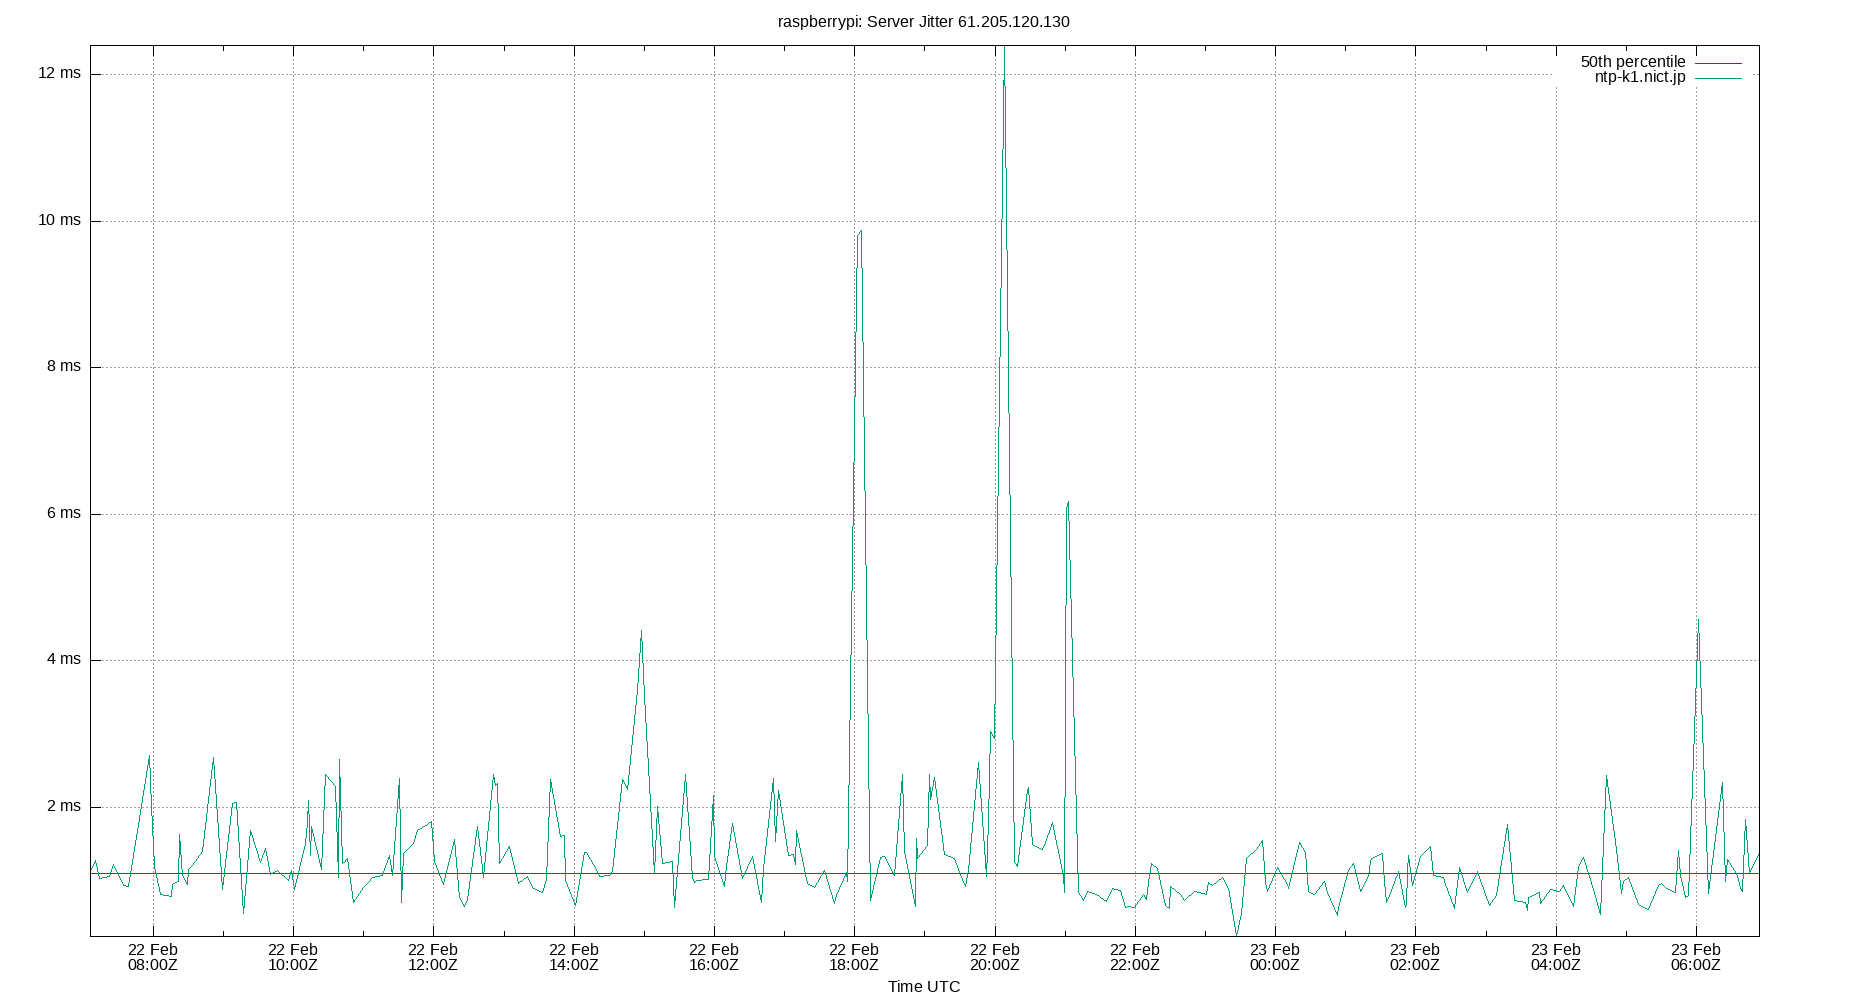 raspberrypi: Server Jitter 61.205.120.130
50th percentile
ntp-k1.nict.jp
12 ms
10 ms
8 ms
6 ms
4 ms
2 ms
22 Feb 22 Feb 22 Feb 22 Feb 22 Feb 22 Feb 22 Feb 22 Feb 23 Feb 23 Feb 23 Feb 23 Feb
08:00Z 10:00Z 12:00Z 14:00Z 16:00Z 18:00Z 20:00Z 22:00Z 00:00Z 02:00Z 04:00Z 06:00Z
Time UTC